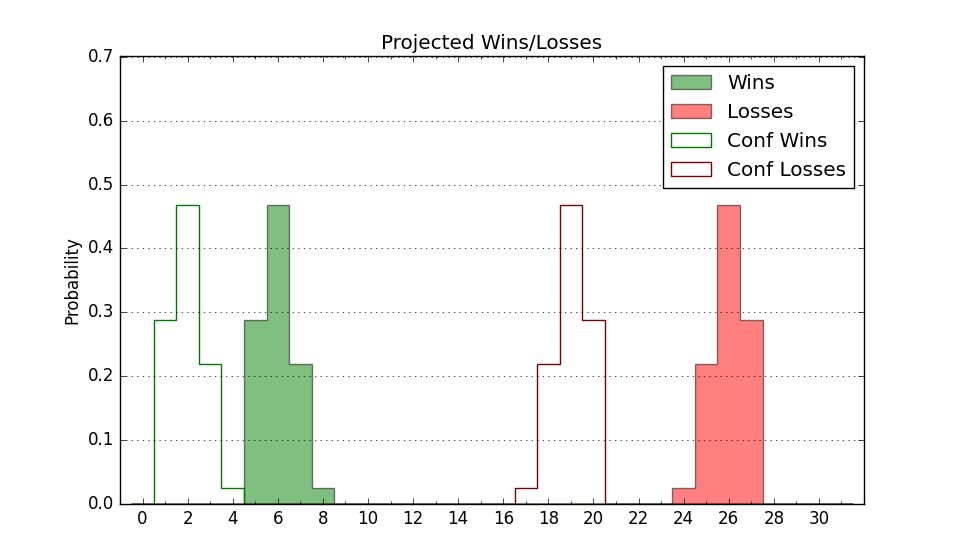 Projected Wins/Losses
0.7
0.6
0.5
0.4
0.3
0.2
0.1
0.0
Probability
Wins
Losses
Conf Wins
Conf Losses
0 2 4 6 8 10 12 14 16 18 20 22 24 26 28 30